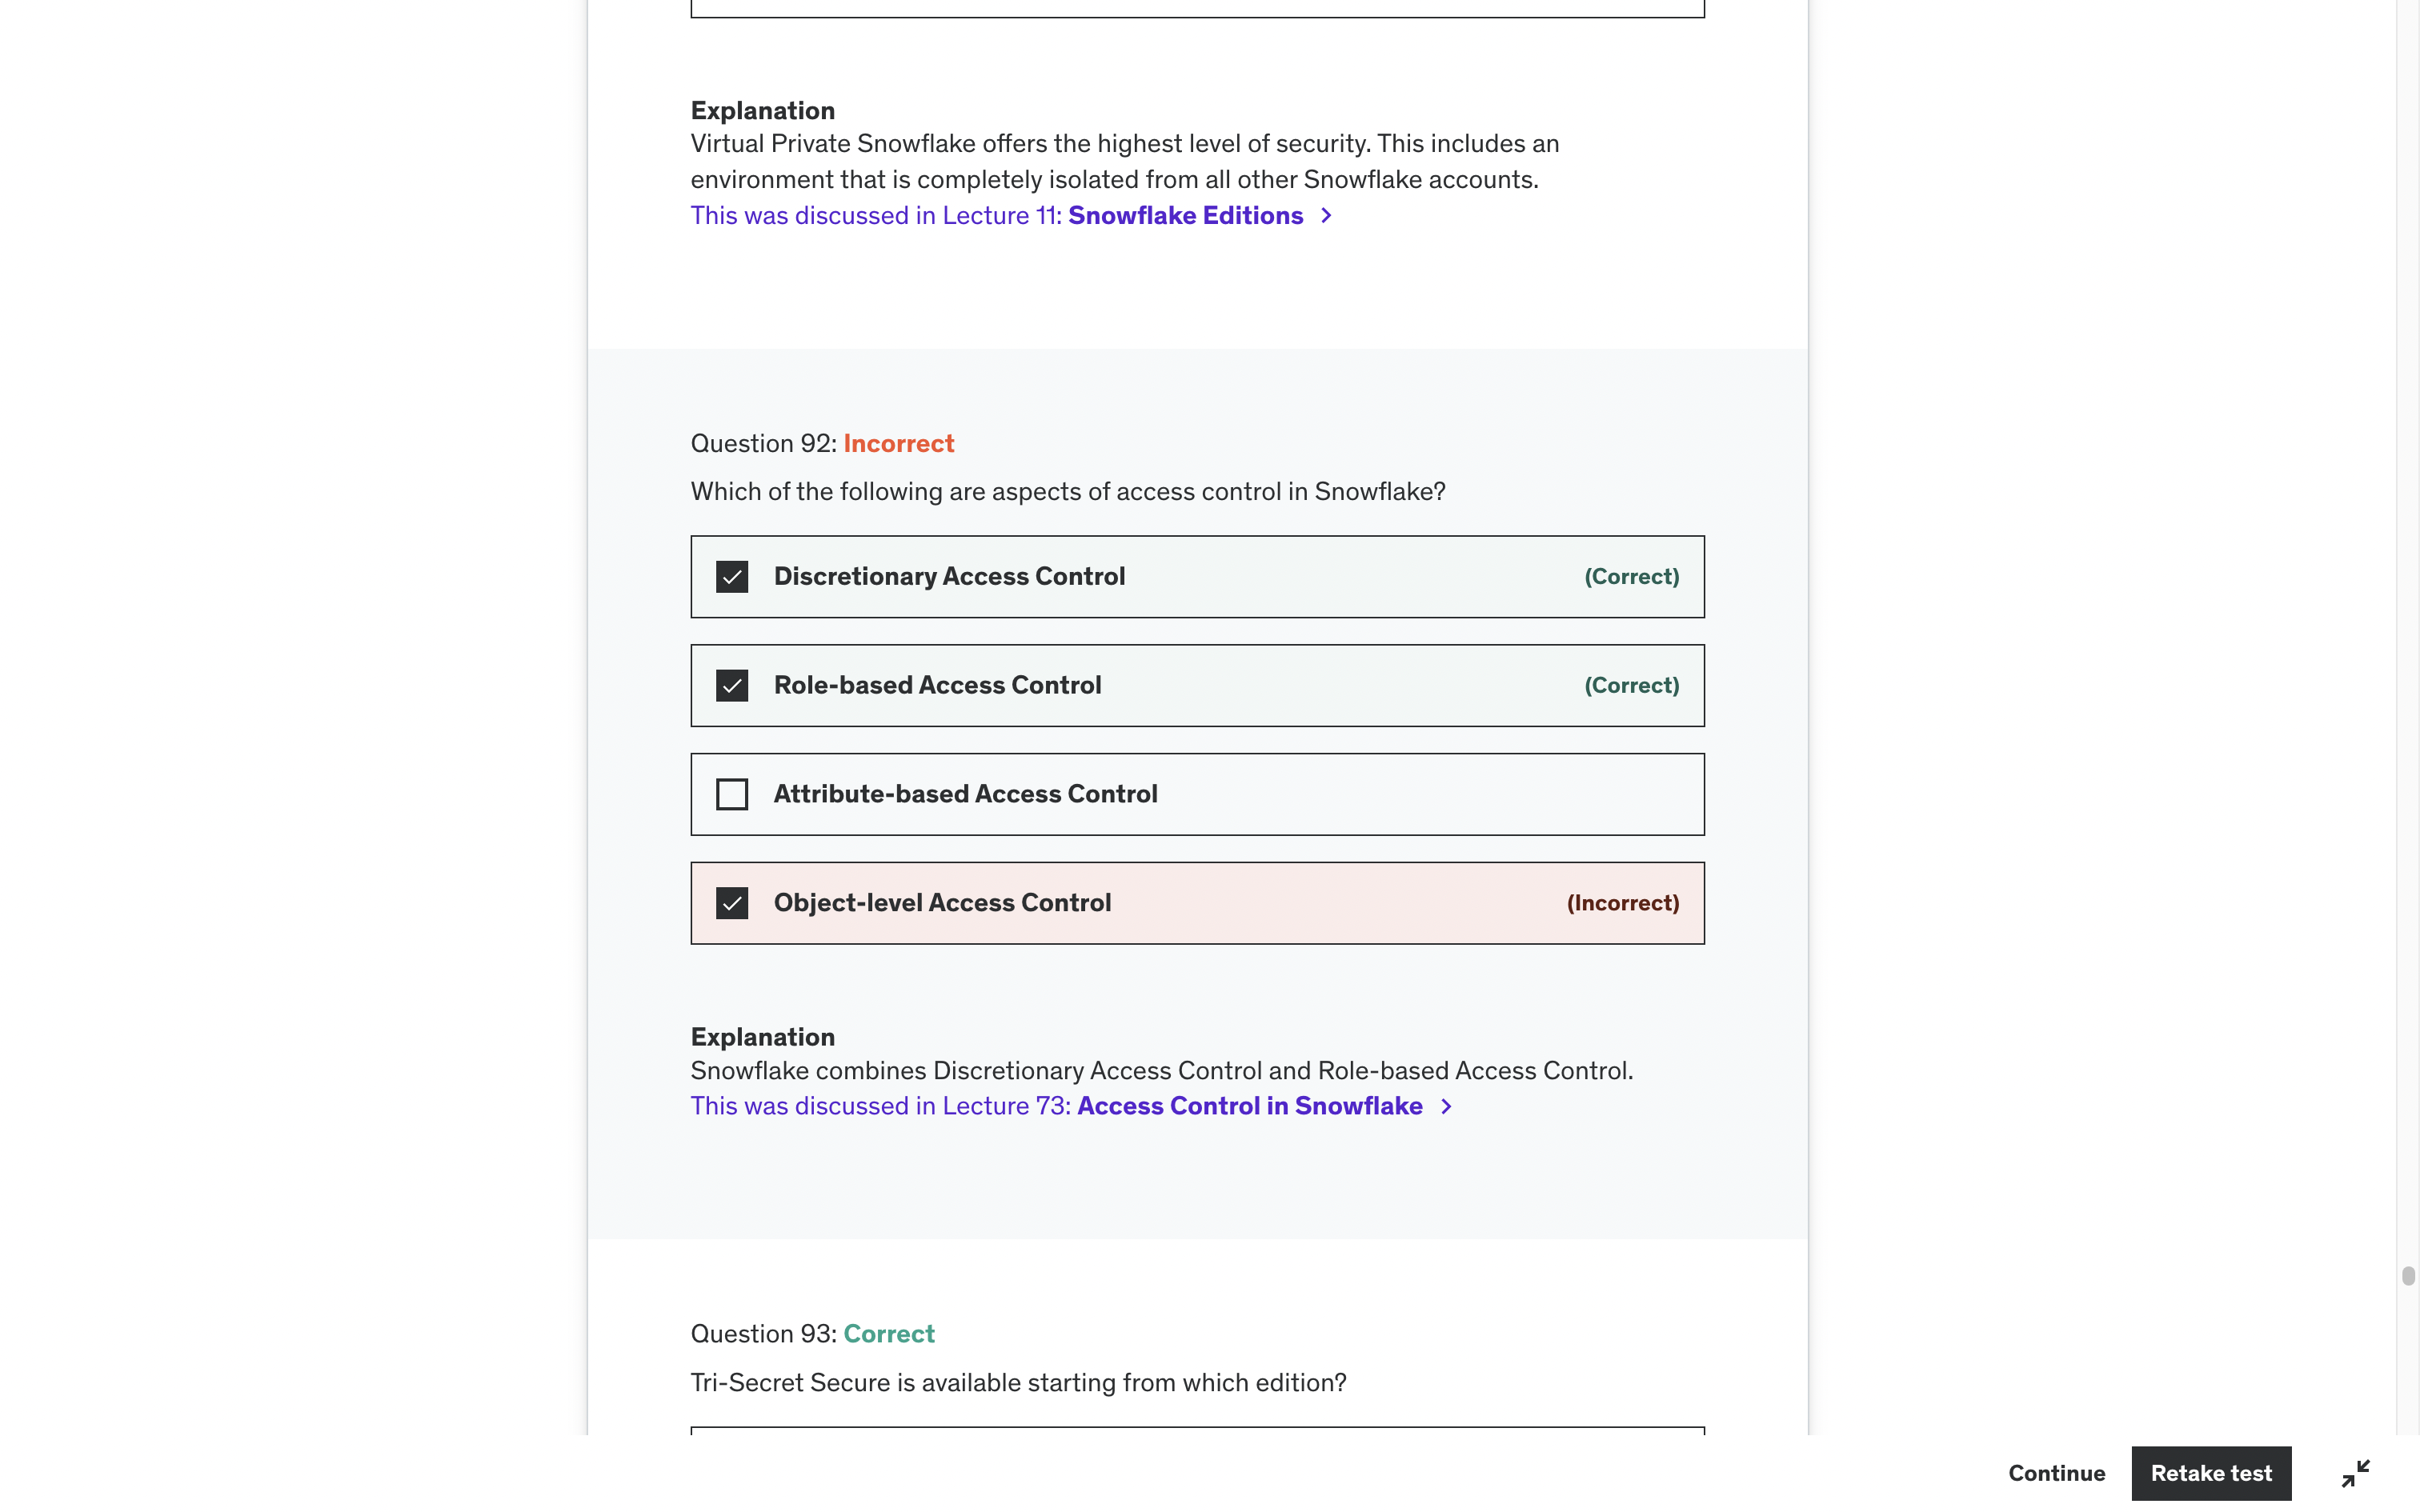 Explanation
Virtual Private Snowflake offers the highest level of security. This includes an
environment that is completely isolated from all other Snowflake accounts.
This was discussed in Lecture 11: Snowflake Editions
Question 92: Incorrect
Which of the following are aspects of access control in Snowflake?
Discretionary Access Control (Correct)
Role-based Access Control (Correct)
Attribute-based Access Control
Object-level Access Control (Incorrect)
Explanation
Snowflake combines Discretionary Access Control and Role-based Access Control.
This was discussed in Lecture 73: Access Control in Snowflake
Question 93: Correct
Tri-Secret Secure is available starting from which edition?
Continue Retake test